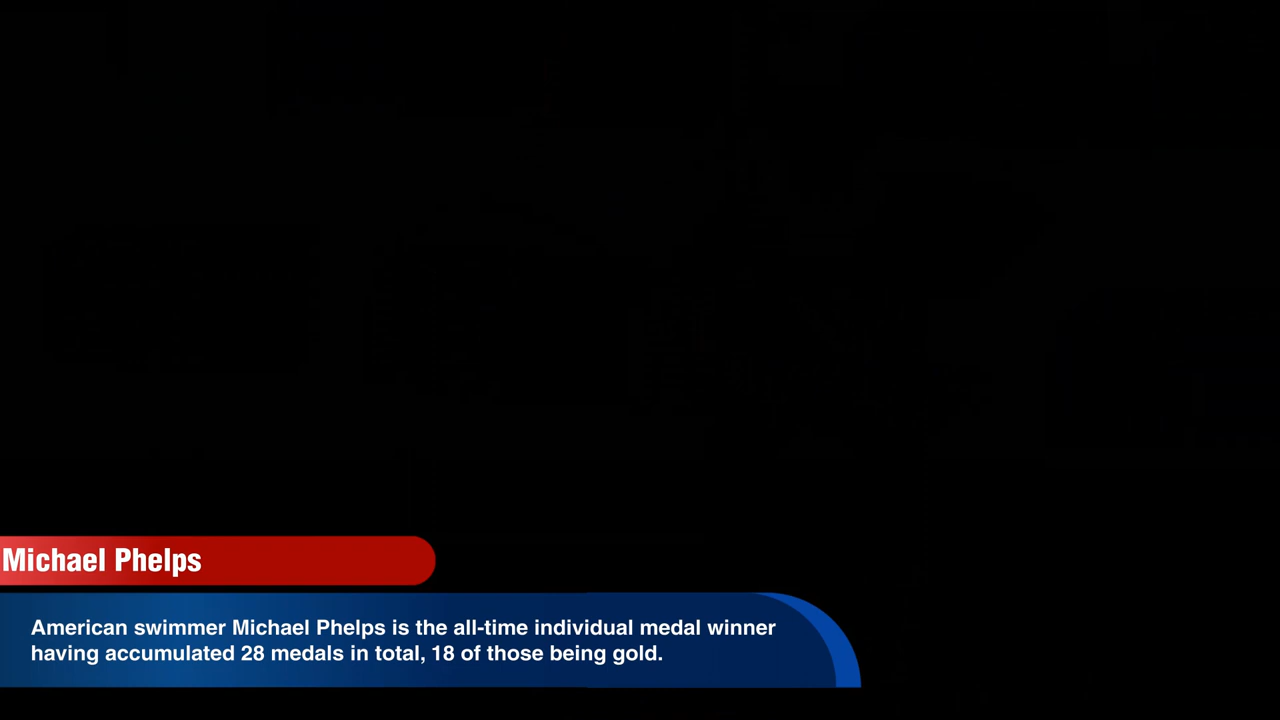 Michael Phelps
American swimmer Michael Phelps is the all-time individual medal winner
having accumulated 28 medals in total, 18 of those being gold.